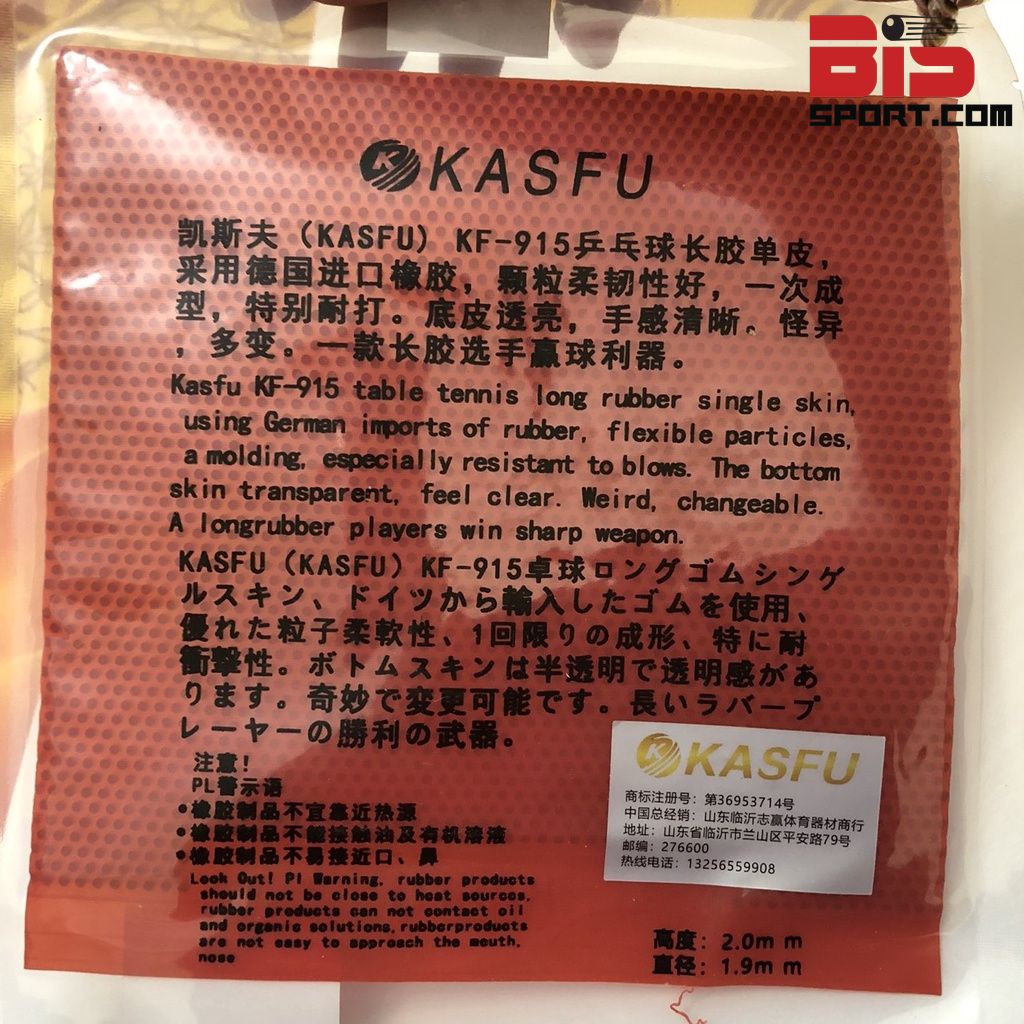 BIS
SPORT.COM
KASFU
凯斯夫（KASFU）KF-915乒乓球长胶单皮，
采用德国进口橡胶，颗粒柔韧性好，一次成
型，特别耐打。底皮透亮，手感清晰。怪异
，多变。一款长胶选手赢球利器。
Kasfu KF-915 table tennis long rubber single skin,
using German imports of rubber, flexible particles,
a molding, especially resistant to blows. The bottom
skin transparent, feel clear. Weird, changeable.
A longrubber players win sharp weapon.
KASFU（KASFU）KF-915卓球ロングゴムシング
ルスキン、ドイツから輸入したゴムを使用、
優れた粒子柔軟性、1回限りの成形、特に耐
衝撃性。ボトムスキンは半透明で透明感があ
ります。奇妙で変更可能です。長いラバープ
レーヤーの勝利の武器。
注意！
PL警示语
•橡胶制品不宜靠近热源
•橡胶制品不能接触油及有机溶液
•橡胶制品不易接近口、鼻
Look Out! Pl Warning, rubber products
should not be close to heat sources,
rubber products can not contact oil
and organic solutions, rubberproducts
are not easy to approach the mouth,
nose
KASFU
商标注册号：第36953714号
中国总经销：山东临沂志赢体育器材商行
地址：山东省临沂市兰山区平安路79号
邮编：276600
热线电话：13256559908
高度：2.0m m
直径：1.9m m